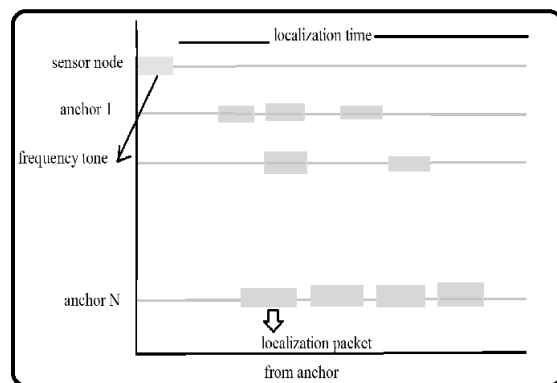 localization time
sensor node
anchor 1
frequency tone
anchor N
localization packet
from anchor